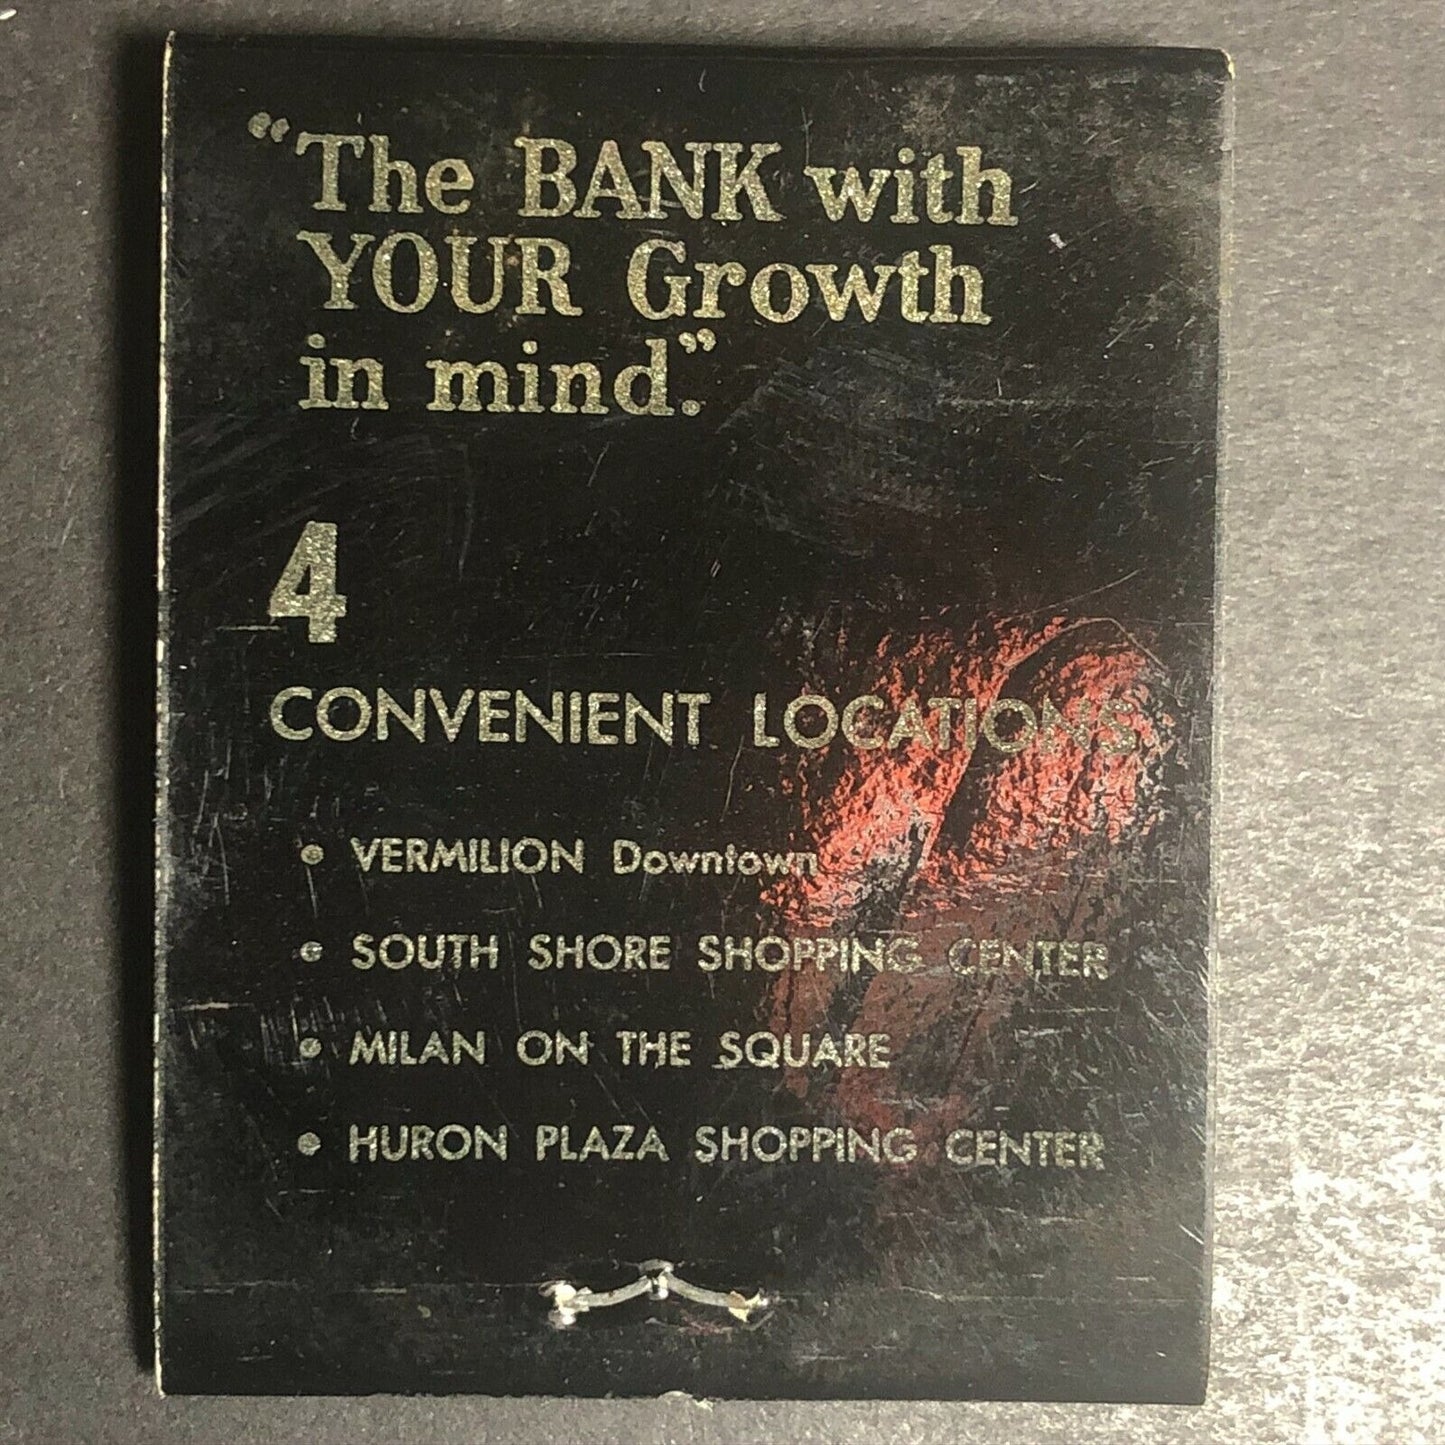 "The BANK with
YOUR Growth
in mind."
4
CONVENIENT LOCATIONS
• VERMILION Downtown
• SOUTH SHORE SHOPPING CENTER
• MILAN ON THE SQUARE
• HURON PLAZA SHOPPING CENTER